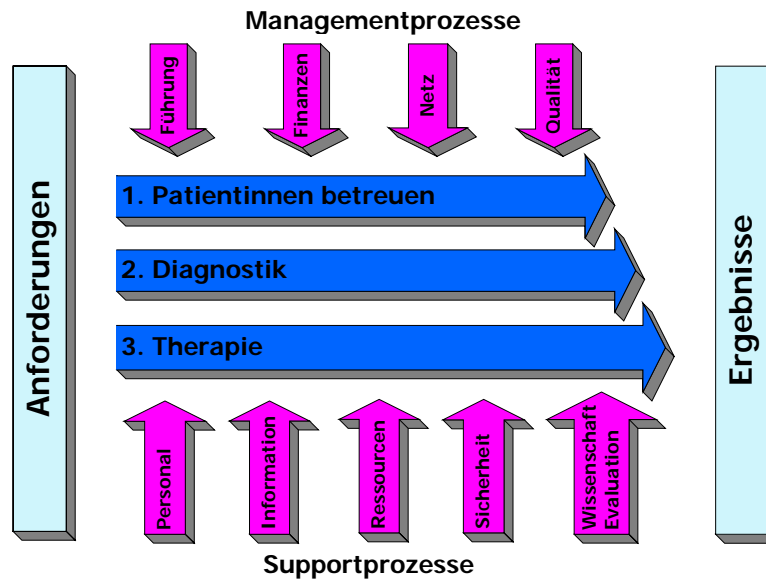 Managementprozesse
Führung
Finanzen
Netz
Qualität
Anforderungen
1. Patientinnen betreuen
2. Diagnostik
3. Therapie
Ergebnisse
Personal
Information
Ressourcen
Sicherheit
Wissenschaft
Evaluation
Supportprozesse